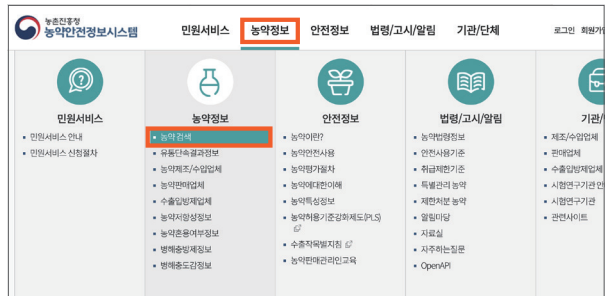 농촌진흥청
농약안전정보시스템
민원서비스 농약정보 안전정보 법령/고시/알림 기관/단체
로그인 회원가입
민원서비스
▪ 민원서비스 안내
▪ 민원서비스 신청절차
농약정보
▪ 농약검색
▪ 유통단속결과정보
▪ 농약제조/수입업체
▪ 농약판매업체
▪ 수출입방제업체
▪ 농약저항성정보
▪ 농약혼용여부정보
▪ 병해충방제정보
▪ 병해충도감정보
안전정보
▪ 농약이란?
▪ 농약안전사용
▪ 농약평가절차
▪ 농약에대한이해
▪ 농약특성정보
▪ 농약허용기준강화제도(PLS)
▪ 수출작목별지침
▪ 농약판매관리인교육
법령/고시/알림
▪ 농약법령정보
▪ 안전사용기준
▪ 취급제한기준
▪ 특별관리 농약
▪ 제한처분 농약
▪ 알림마당
▪ 자료실
▪ 자주하는질문
▪ OpenAPI
기관/
▪ 제조/수입업체
▪ 판매업체
▪ 수출입방제업체
▪ 시험연구기관 안
▪ 시험연구기관
▪ 관련사이트